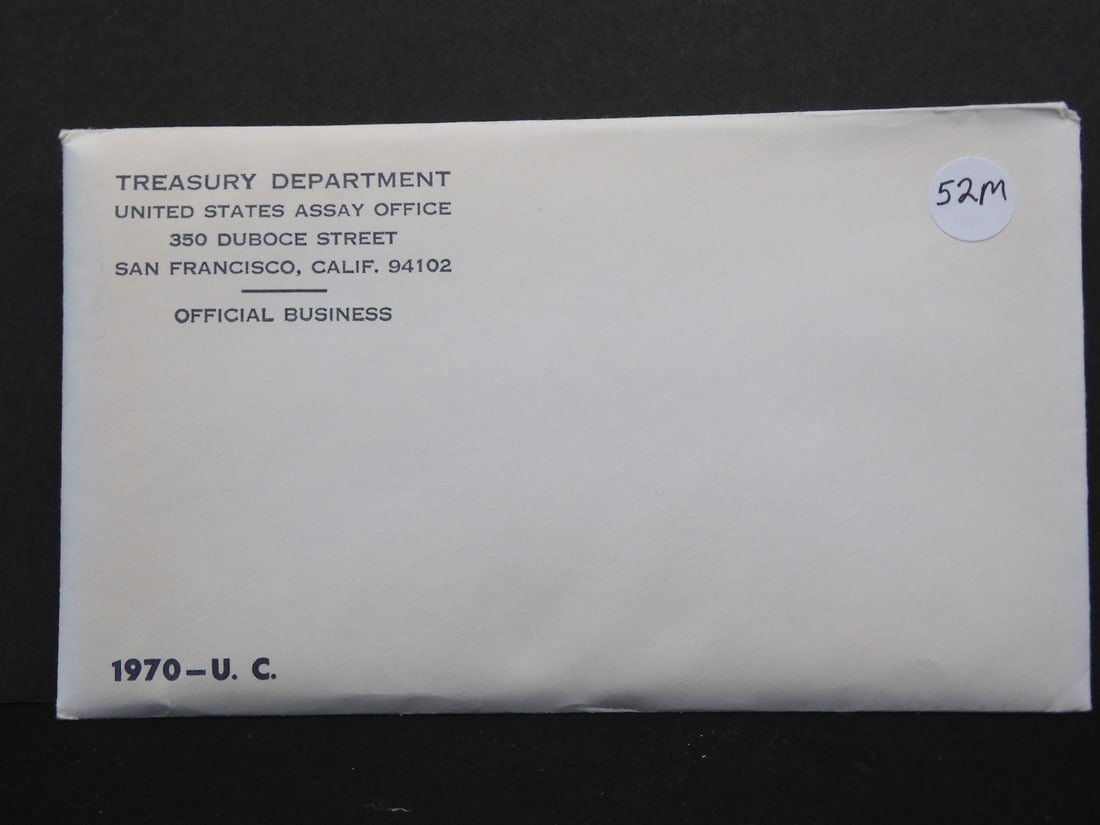 TREASURY DEPARTMENT
UNITED STATES ASSAY OFFICE
350 DUBOCE STREET
SAN FRANCISCO, CALIF. 94102
OFFICIAL BUSINESS
52M
1970-U. C.